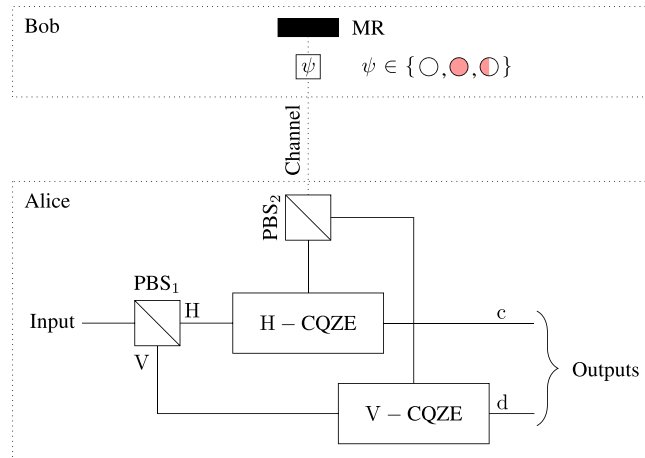 Bob
MR
ψ
ψ ∈ {○, ●, ◐}
Channel
Alice
PBS₂
PBS₁
Input
H
H − CQZE
c
V
Outputs
V − CQZE
d